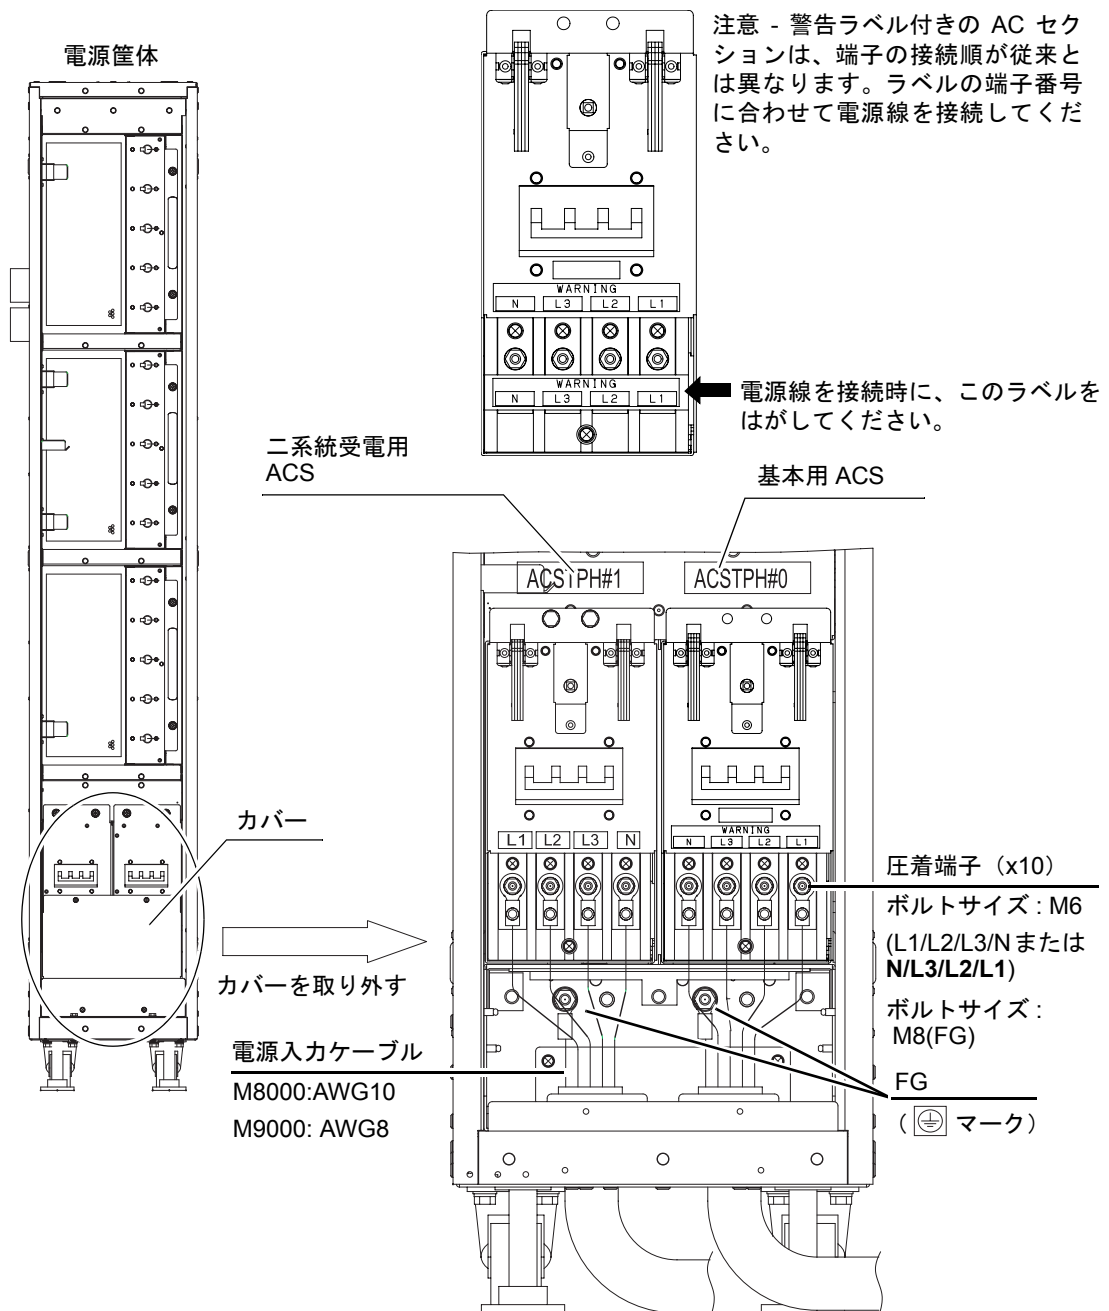 電源筐体
注意 - 警告ラベル付きの AC セク
ションは、端子の接続順が従来と
は異なります。ラベルの端子番号
に合わせて電源線を接続してくだ
さい。
WARNING
N L3 L2 L1
WARNING
N L3 L2 L1
電源線を接続時に、このラベルを
はがしてください。
二系統受電用
ACS
基本用 ACS
ACSTPH#1
ACSTPH#0
L1 L2 L3 N
WARNING
N L3 L2 L1
カバー
カバーを取り外す
圧着端子（x10）
ボルトサイズ : M6
(L1/L2/L3/N または
N/L3/L2/L1)
ボルトサイズ :
M8(FG)
電源入力ケーブル
M8000:AWG10
M9000: AWG8
FG
（ マーク）